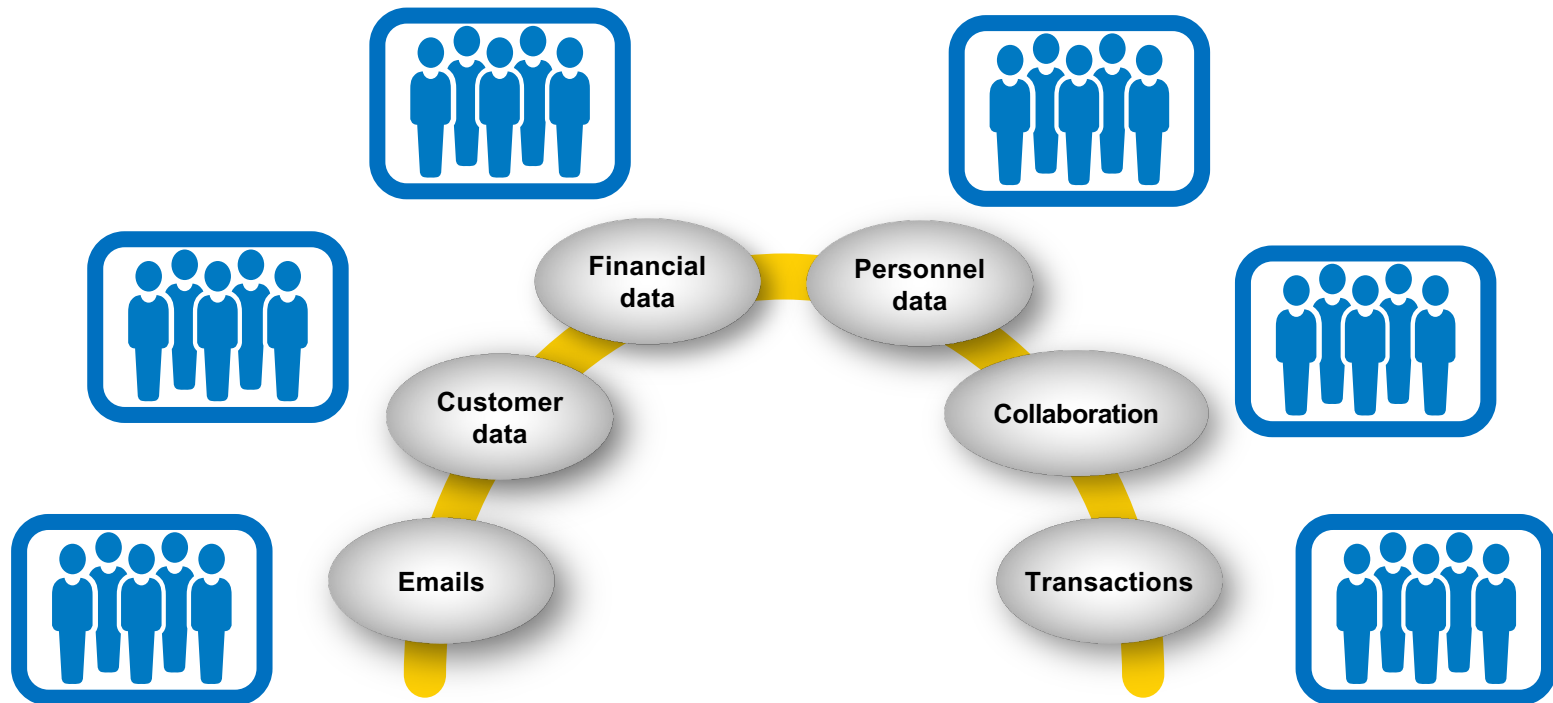 Financial
data
Personnel
data
Customer
data
Collaboration
Emails
Transactions